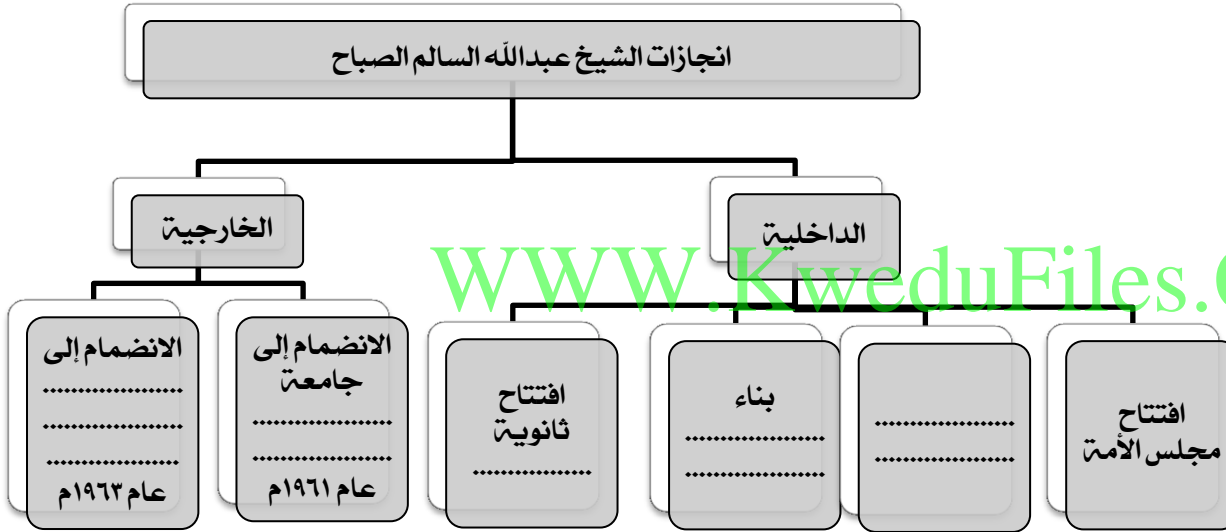 انجازات الشيخ عبدالله السالم الصباح
الداخلية
الخارجية
WWW.KweduFiles.C
افتتاح
مجلس الأمة
....................
....................
بناء
....................
....................
افتتاح
ثانوية
.................
الانضمام إلى
جامعة
....................
....................
عام ١٩٦١م
الانضمام إلى
....................
...................
...................
عام ١٩٦٣م